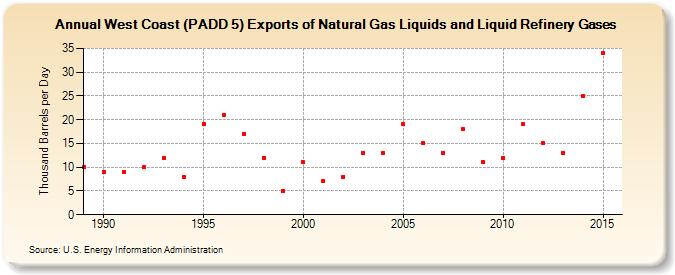 Annual West Coast (PADD 5) Exports of Natural Gas Liquids and Liquid Refinery Gases
Thousand Barrels per Day
35
30
25
20
15
10
5
0
1990 1995 2000 2005 2010 2015
Source: U.S. Energy Information Administration